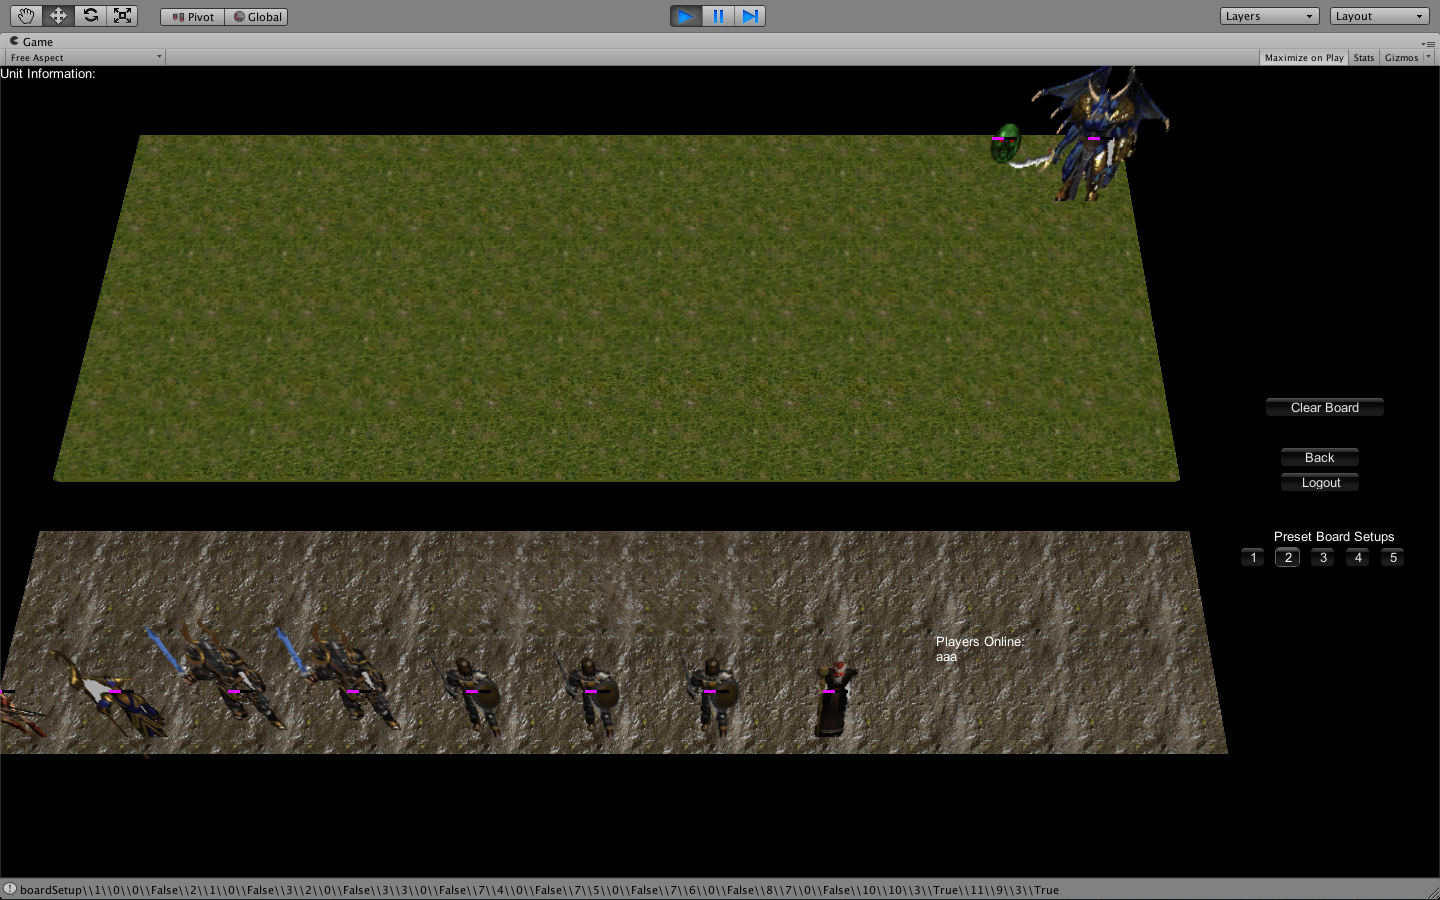 Pivot Global Layers Layout
Game
Free Aspect Maximize on Play Stats Gizmos
Unit Information:
Clear Board
Back
Logout
Preset Board Setups
1 2 3 4 5
Players Online:
aaa
boardSetup\\1\\0\\0\\False\\2\\1\\0\\False\\3\\2\\0\\False\\3\\3\\0\\False\\7\\4\\0\\False\\7\\5\\0\\False\\7\\6\\0\\False\\8\\7\\0\\False\\10\\10\\3\\True\\11\\9\\3\\True